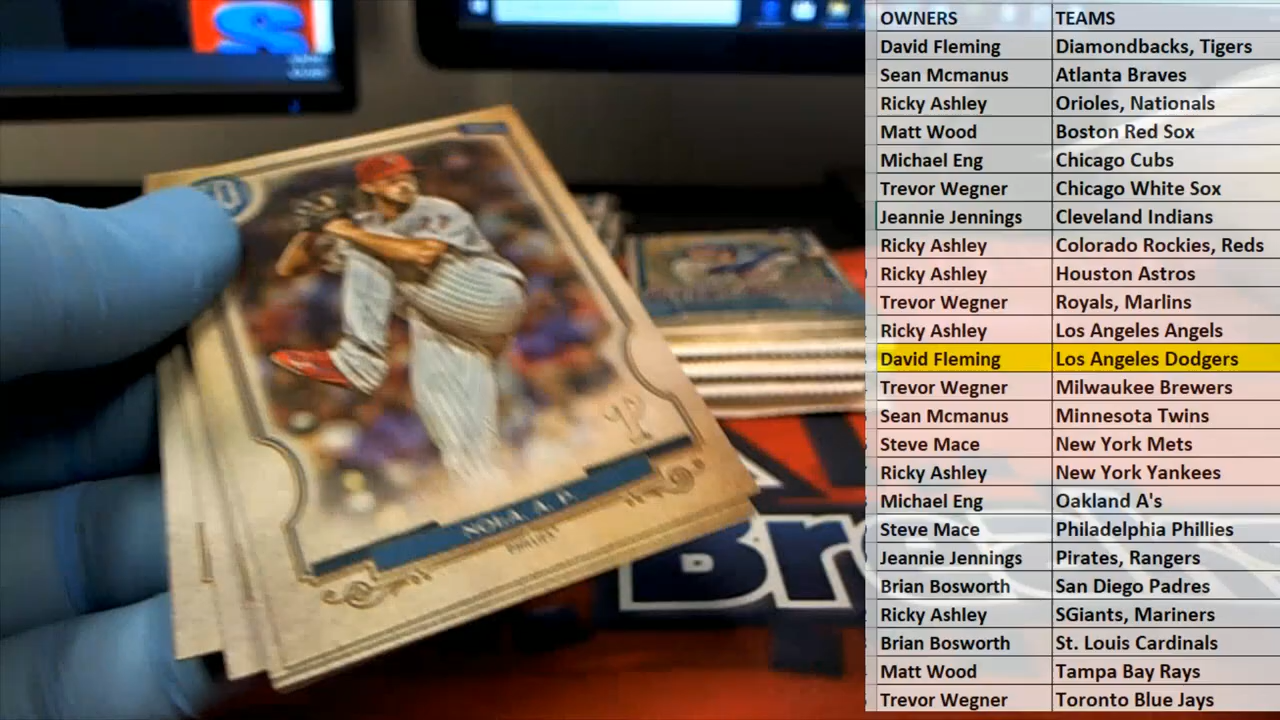 OWNERS TEAMS
David Fleming Diamondbacks, Tigers
Sean Mcmanus Atlanta Braves
Ricky Ashley Orioles, Nationals
Matt Wood Boston Red Sox
Michael Eng Chicago Cubs
Trevor Wegner Chicago White Sox
Jeannie Jennings Cleveland Indians
Ricky Ashley Colorado Rockies, Reds
Ricky Ashley Houston Astros
Trevor Wegner Royals, Marlins
Ricky Ashley Los Angeles Angels
David Fleming Los Angeles Dodgers
Trevor Wegner Milwaukee Brewers
Sean Mcmanus Minnesota Twins
Steve Mace New York Mets
Ricky Ashley New York Yankees
Michael Eng Oakland A's
Steve Mace Philadelphia Phillies
Jeannie Jennings Pirates, Rangers
Brian Bosworth San Diego Padres
Ricky Ashley SGiants, Mariners
Brian Bosworth St. Louis Cardinals
Matt Wood Tampa Bay Rays
Trevor Wegner Toronto Blue Jays
NOLA, A. P.
PHILLIES
Br